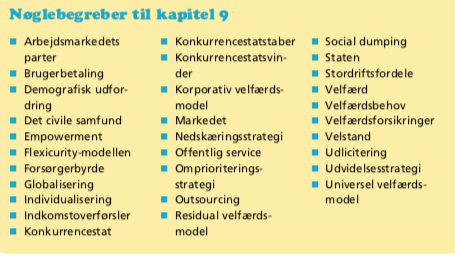 Nøglebegreber til kapitel 9
Arbejdsmarkedets
parter
Brugerbetaling
Demografisk udfor-
dring
Det civile samfund
Empowerment
Flexicurity-modellen
Forsørgerbyrde
Globalisering
Individualisering
Indkomstoverførsler
Konkurrencestat
Konkurrencestatstaber
Konkurrencestatsvin-
der
Korporativ velfærds-
model
Markedet
Nedskæringsstrategi
Offentlig service
Omprioriterings-
strategi
Outsourcing
Residual velfærds-
model
Social dumping
Staten
Stordriftsfordele
Velfærd
Velfærdsbehov
Velfærdsforsikringer
Velstand
Udlicitering
Udvidelsesstrategi
Universel velfærds-
model